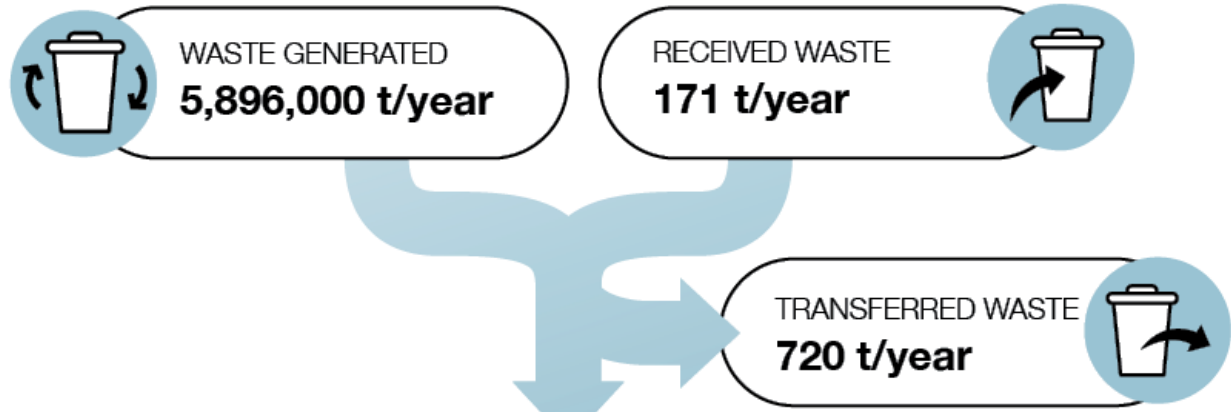 WASTE GENERATED
5,896,000 t/year
RECEIVED WASTE
171 t/year
TRANSFERRED WASTE
720 t/year